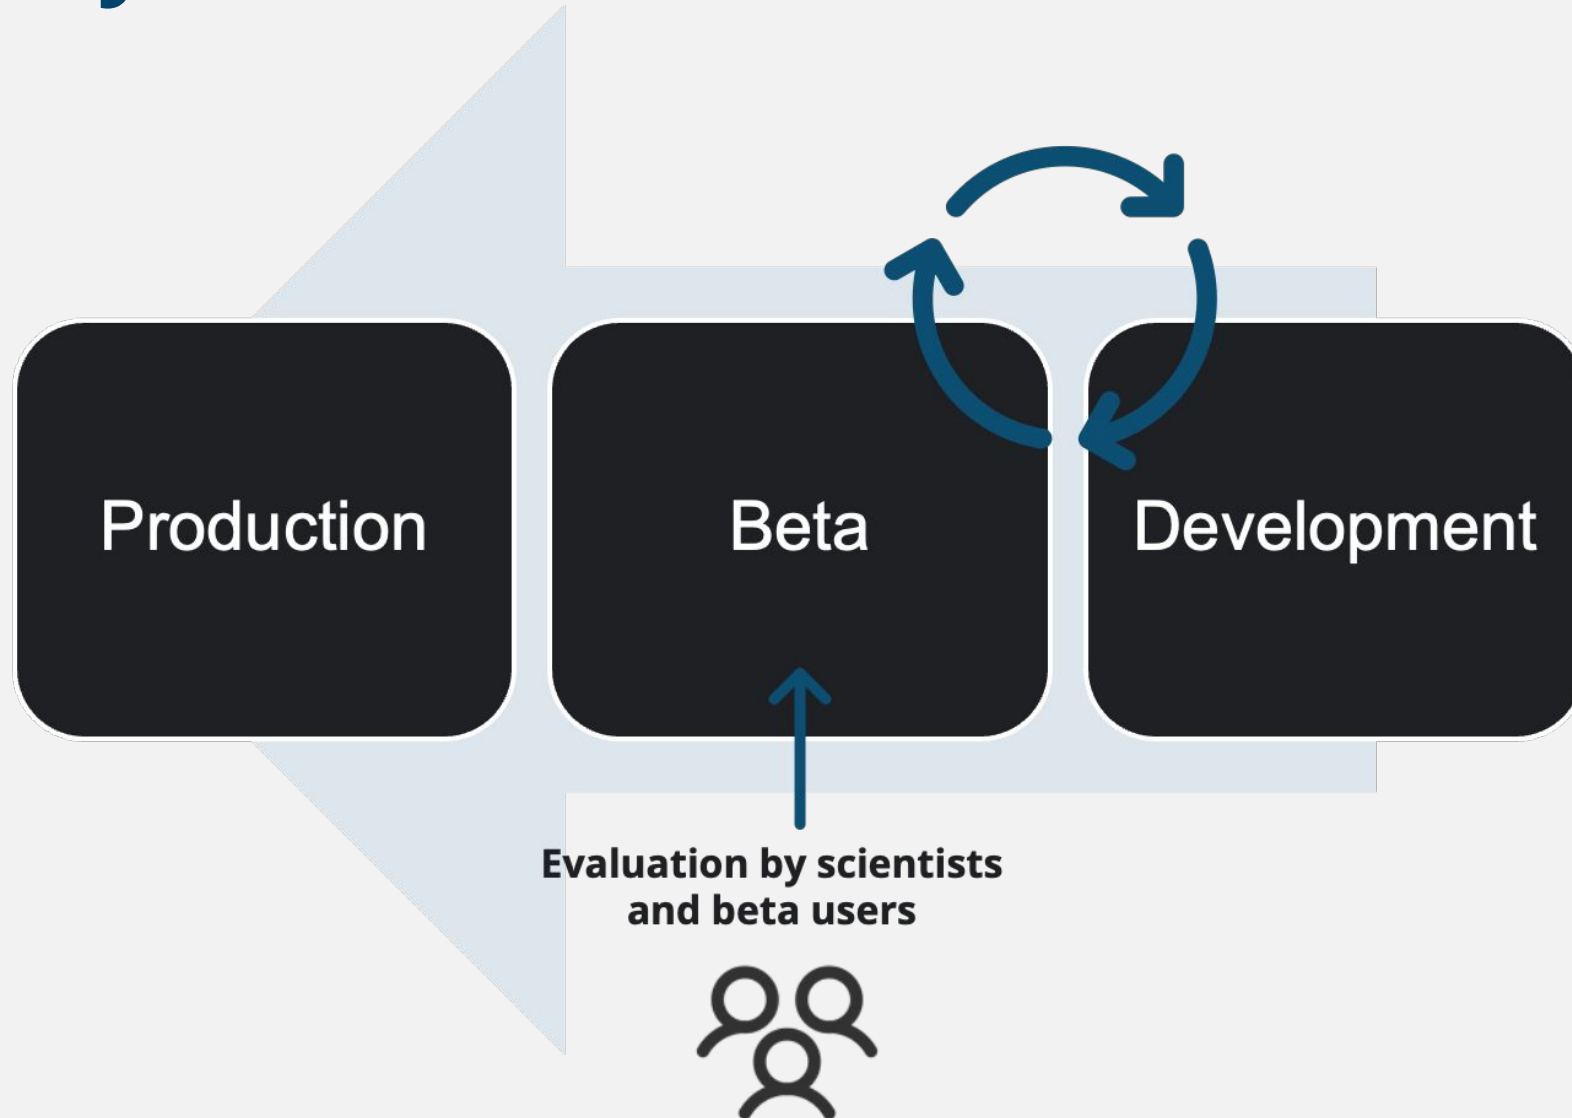 Production
Beta
Development
Evaluation by scientists
and beta users